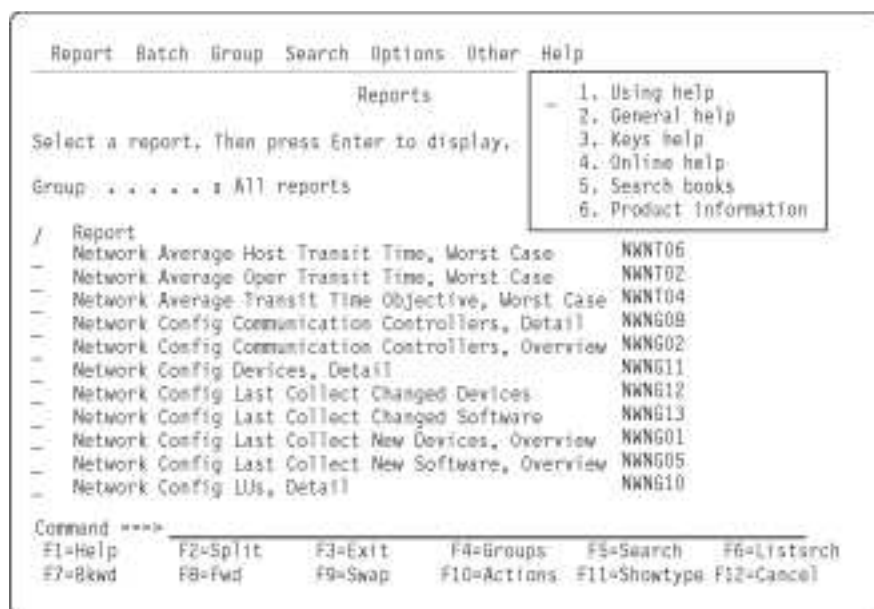 Report  Batch  Group  Search  Options  Other  Help
Reports
_  1. Using help
2. General help
Select a report. Then press Enter to display.
3. Keys help
4. Online help
Group . . . . . : All reports
5. Search books
6. Product information
/  Report
_  Network Average Host Transit Time, Worst Case  NWNT06
_  Network Average Oper Transit Time, Worst Case  NWNT02
_  Network Average Transit Time Objective, Worst Case  NWNT04
_  Network Config Communication Controllers, Detail  NWNG08
_  Network Config Communication Controllers, Overview  NWNG02
_  Network Config Devices, Detail  NWNG11
_  Network Config Last Collect Changed Devices  NWNG12
_  Network Config Last Collect Changed Software  NWNG13
_  Network Config Last Collect New Devices, Overview  NWNG01
_  Network Config Last Collect New Software, Overview  NWNG05
_  Network Config LUs, Detail  NWNG10
Command ===>
F1=Help  F2=Split  F3=Exit  F4=Groups  F5=Search  F6=Listsrch
F7=Bkwd  F8=Fwd  F9=Swap  F10=Actions  F11=Showtype  F12=Cancel